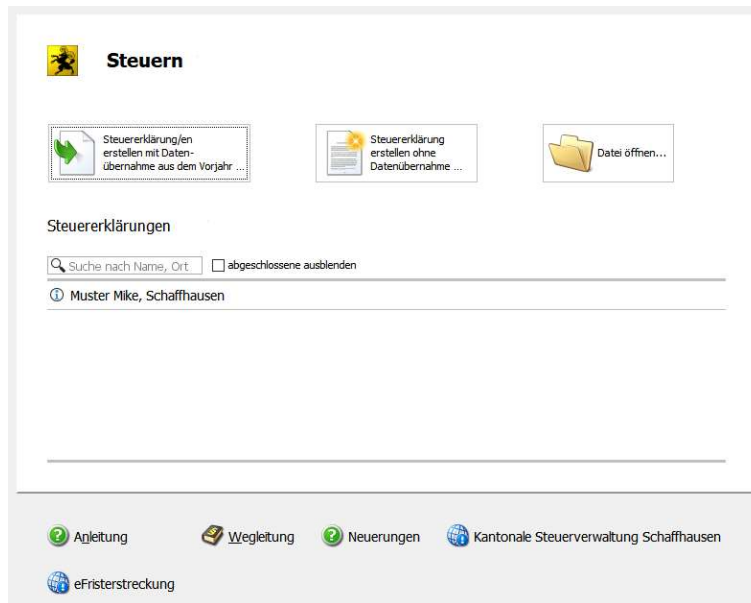 Steuern
Steuererklärung/en
erstellen mit Daten-
übernahme aus dem Vorjahr ...
Steuererklärung
erstellen ohne
Datenübernahme ...
Datei öffnen...
Steuererklärungen
Suche nach Name, Ort
abgeschlossene ausblenden
Muster Mike, Schaffhausen
Anleitung
Wegleitung
Neuerungen
Kantonale Steuerverwaltung Schaffhausen
eFristerstreckung